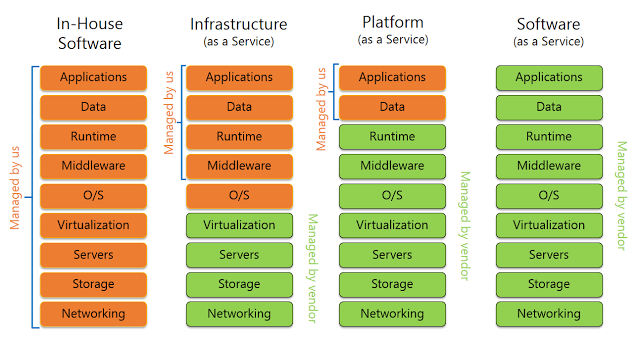 In-House
Software
Managed by us
Applications
Data
Runtime
Middleware
O/S
Virtualization
Servers
Storage
Networking
Infrastructure
(as a Service)
Managed by us
Applications
Data
Runtime
Middleware
O/S
Virtualization
Servers
Storage
Networking
Managed by vendor
Platform
(as a Service)
Managed by us
Applications
Data
Runtime
Middleware
O/S
Virtualization
Servers
Storage
Networking
Managed by vendor
Software
(as a Service)
Applications
Data
Runtime
Middleware
O/S
Virtualization
Servers
Storage
Networking
Managed by vendor